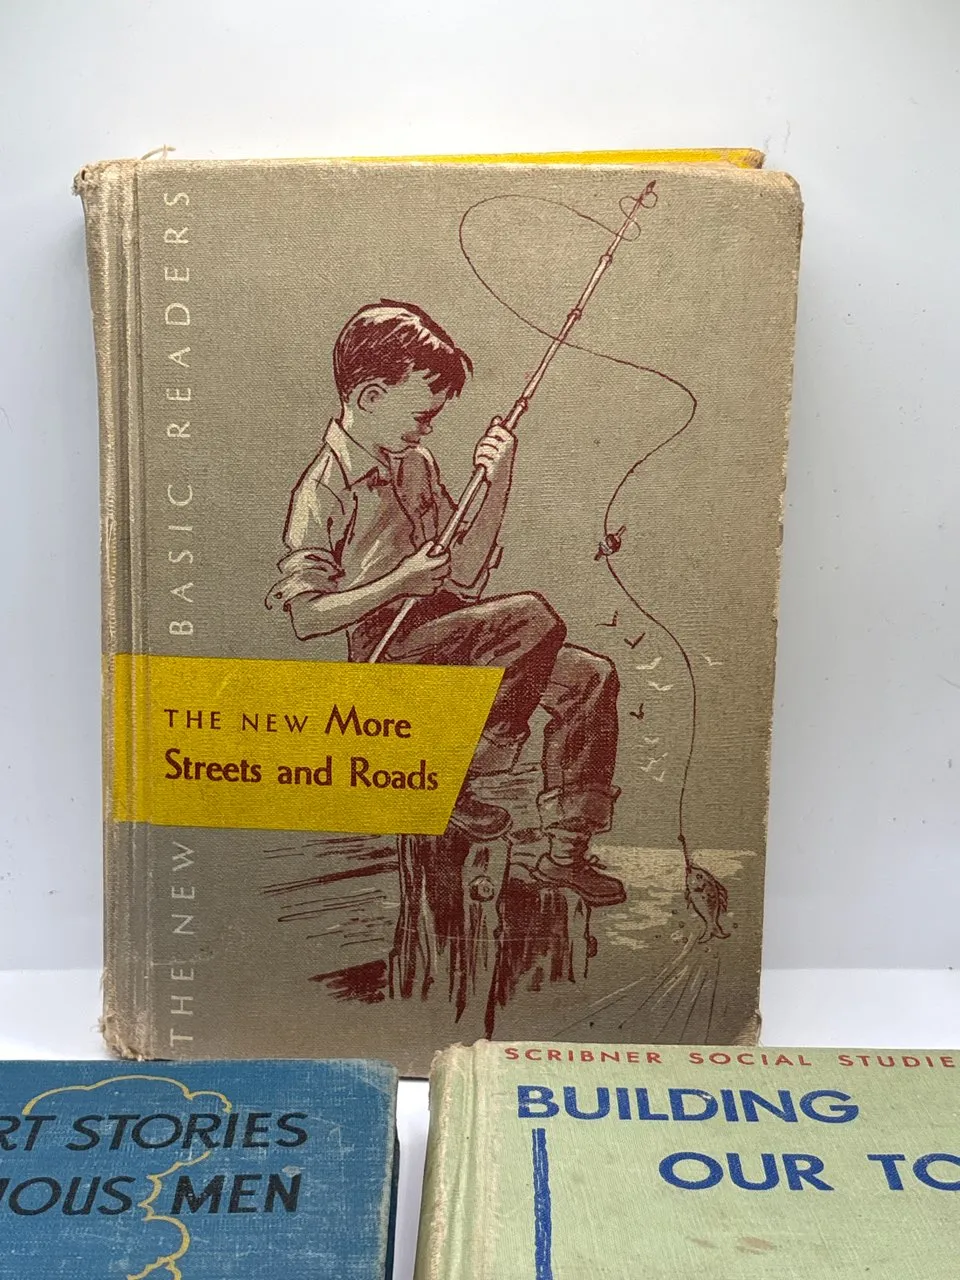 THE NEW BASIC READERS
THE NEW More
Streets and Roads
RT STORIES
MEN
SCRIBNER SOCIAL STUDIE
BUILDING
OUR TO